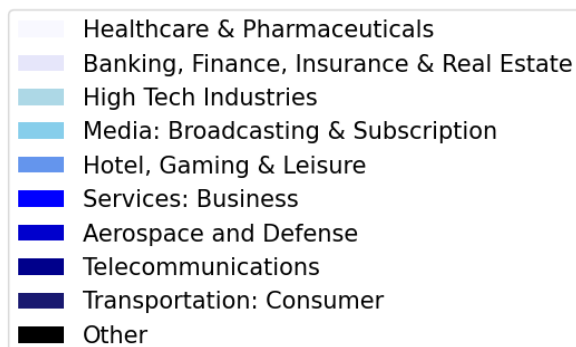 Healthcare & Pharmaceuticals
Banking, Finance, Insurance & Real Estate
High Tech Industries
Media: Broadcasting & Subscription
Hotel, Gaming & Leisure
Services: Business
Aerospace and Defense
Telecommunications
Transportation: Consumer
Other